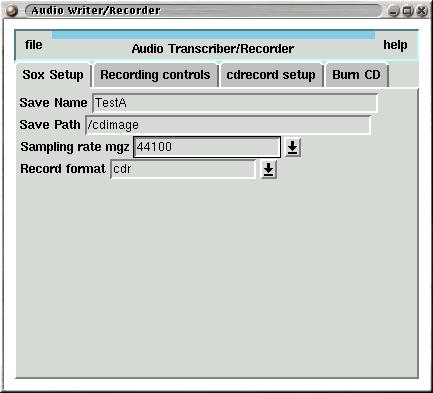 Audio Writer/Recorder
file Audio Transcriber/Recorder help
Sox Setup Recording controls cdrecord setup Burn CD
Save Name TestA
Save Path /cdimage
Sampling rate mgz 44100
Record format cdr